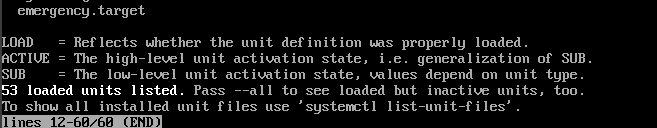 emergency.target
LOAD   = Reflects whether the unit definition was properly loaded.
ACTIVE = The high-level unit activation state, i.e. generalization of SUB.
SUB    = The low-level unit activation state, values depend on unit type.
53 loaded units listed. Pass --all to see loaded but inactive units, too.
To show all installed unit files use 'systemctl list-unit-files'.
lines 12-60/60 (END)